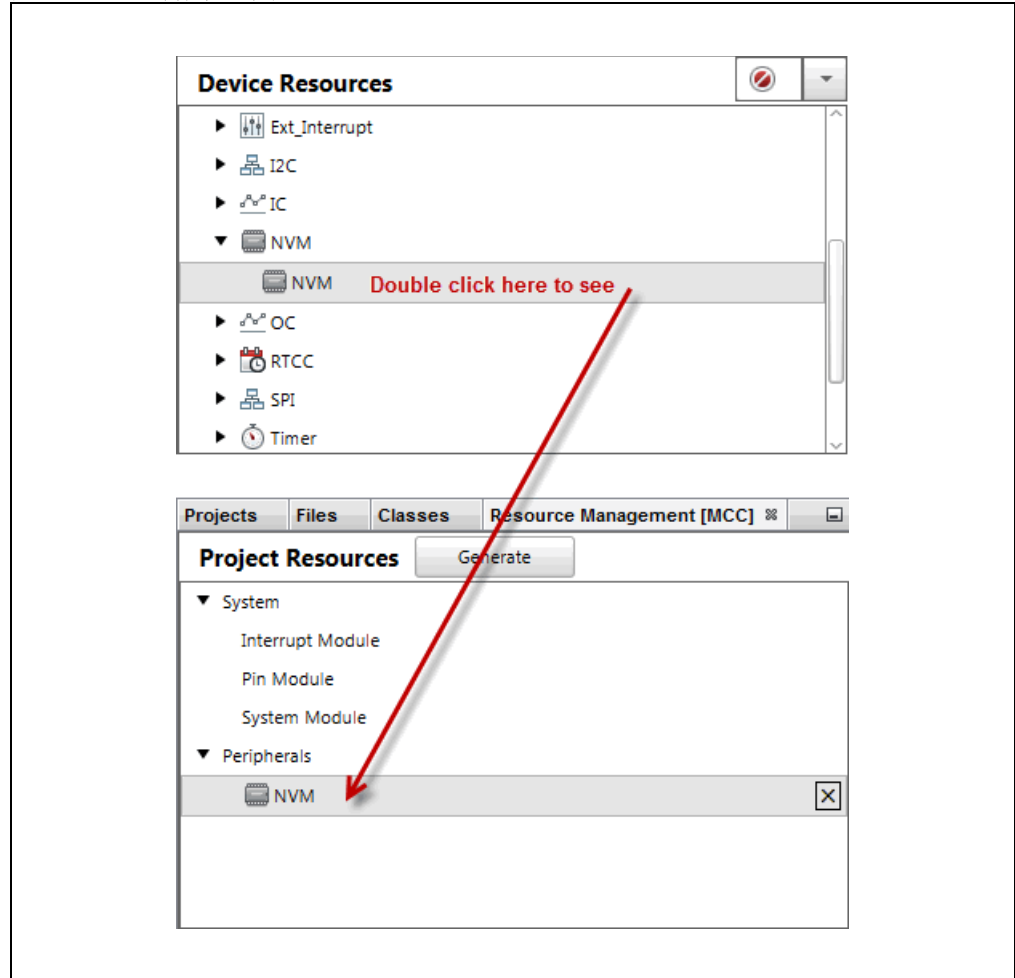 Device Resources
Ext_Interrupt
I2C
IC
NVM
NVM Double click here to see
OC
RTCC
SPI
Timer
Projects Files Classes Resource Management [MCC]
Project Resources Generate
System
Interrupt Module
Pin Module
System Module
Peripherals
NVM